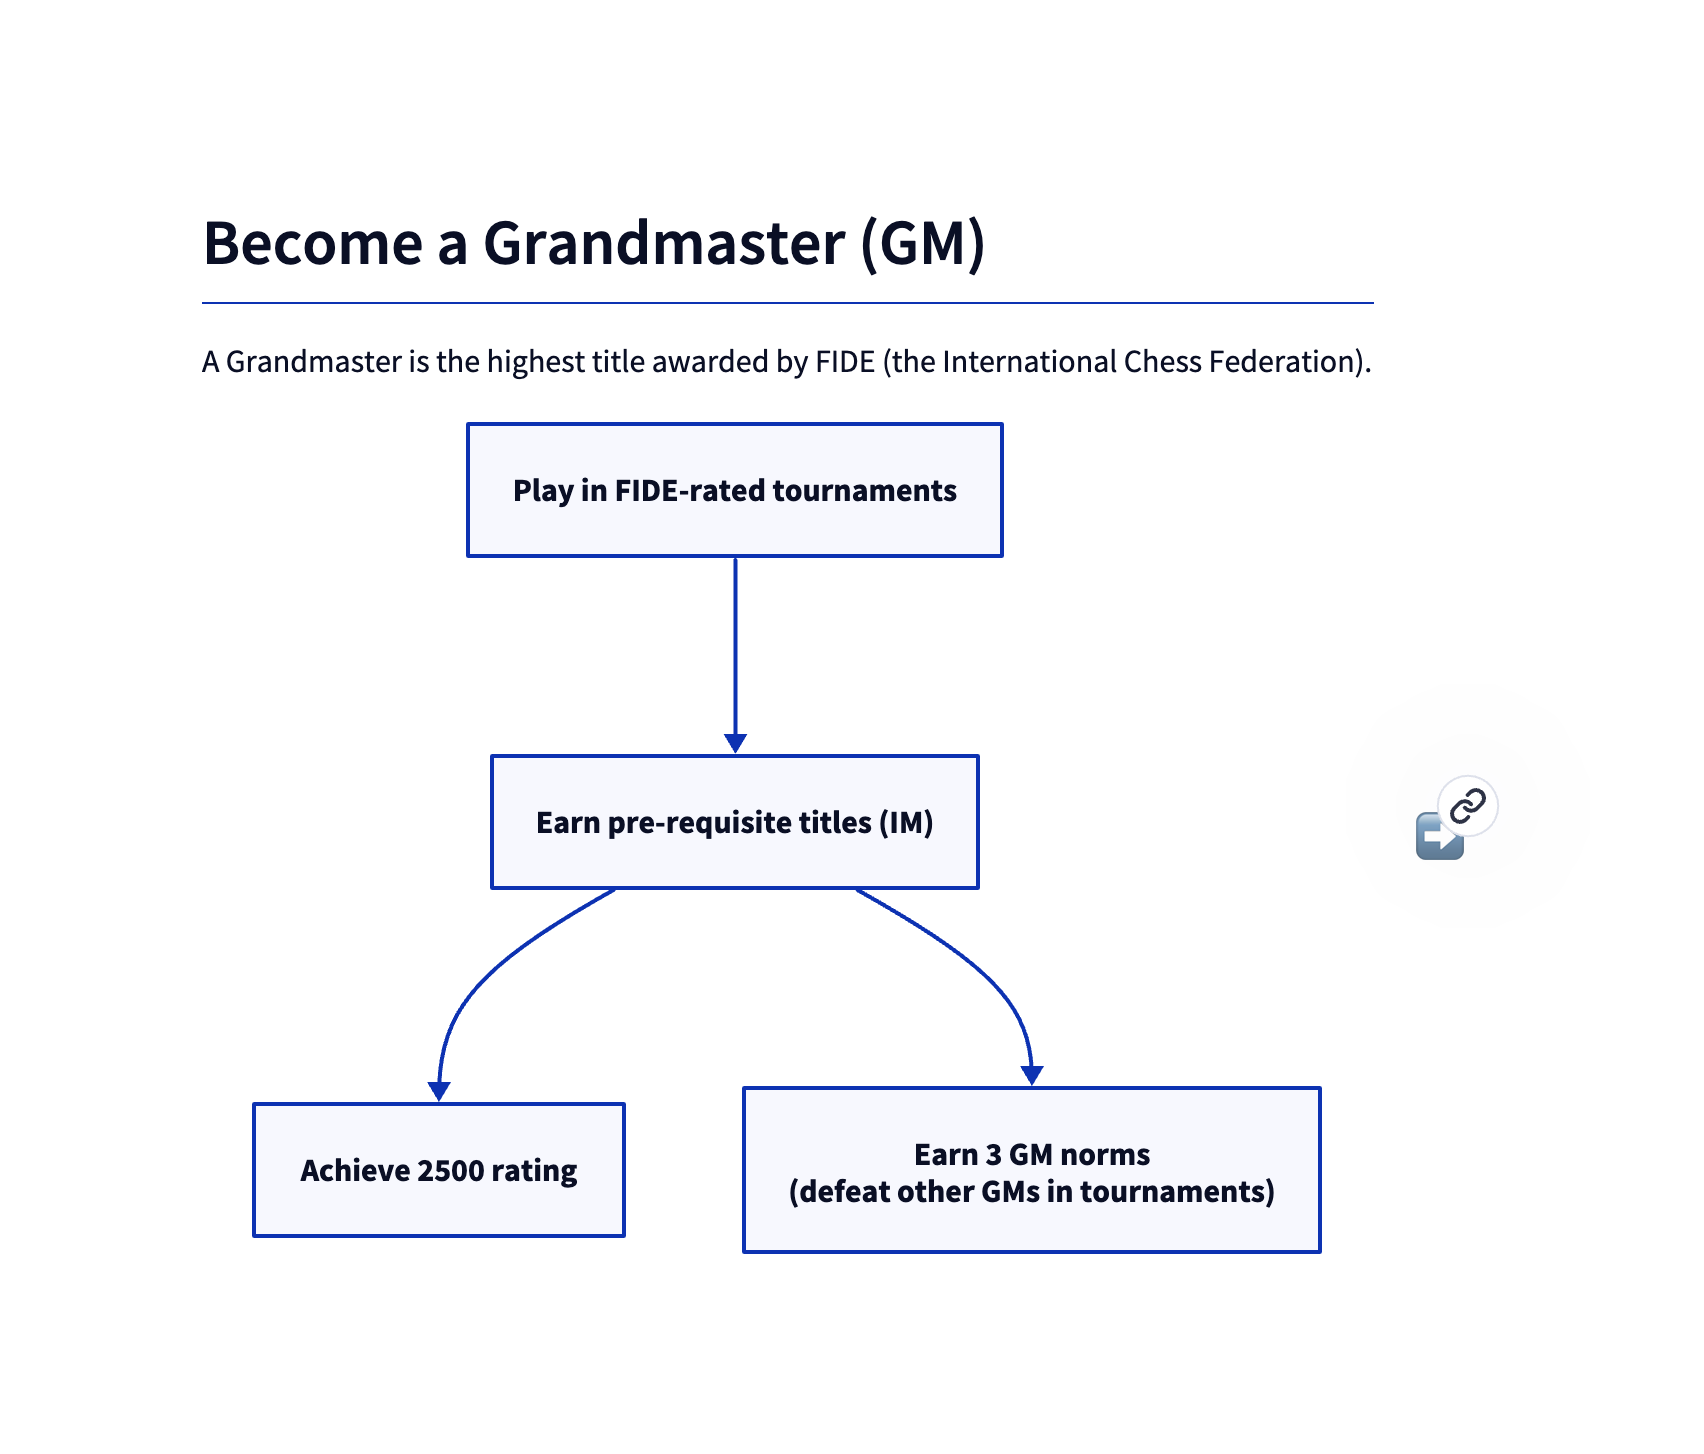 Become a Grandmaster (GM)
A Grandmaster is the highest title awarded by FIDE (the International Chess Federation).
Play in FIDE-rated tournaments
Earn pre-requisite titles (IM)
Achieve 2500 rating
Earn 3 GM norms
(defeat other GMs in tournaments)